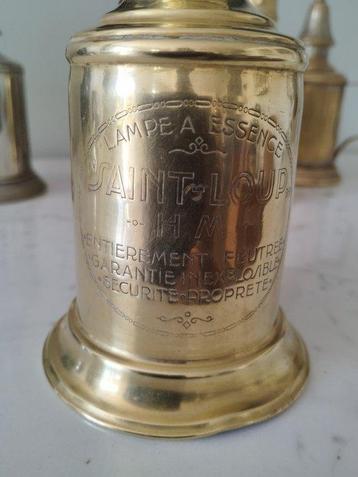 LAMPE A ESSENCE
SAINT-LOUP
H M
ENTIEREMENT FEUTREE
GARANTIE INEXPLOSIBLE
SECURITE-PROPRETE